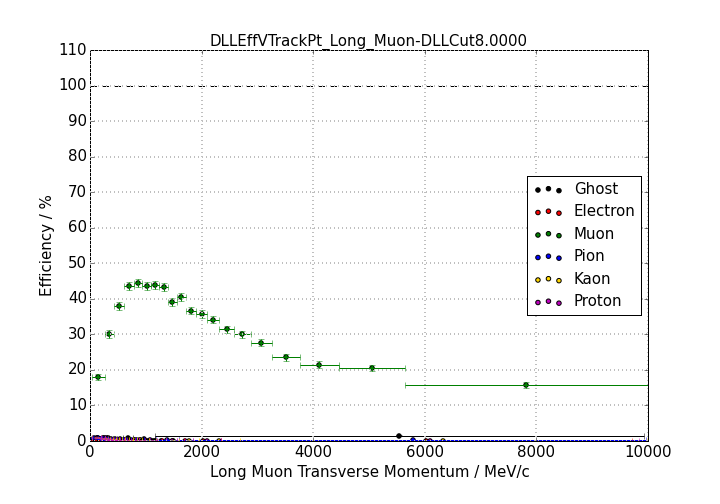 DLLEffVTrackPt_Long_Muon-DLLCut8.0000
110
100
90
80
70
60
50
40
30
20
10
0
Efficiency / %
Ghost
Electron
Muon
Pion
Kaon
Proton
0 2000 4000 6000 8000 10000
Long Muon Transverse Momentum / MeV/c